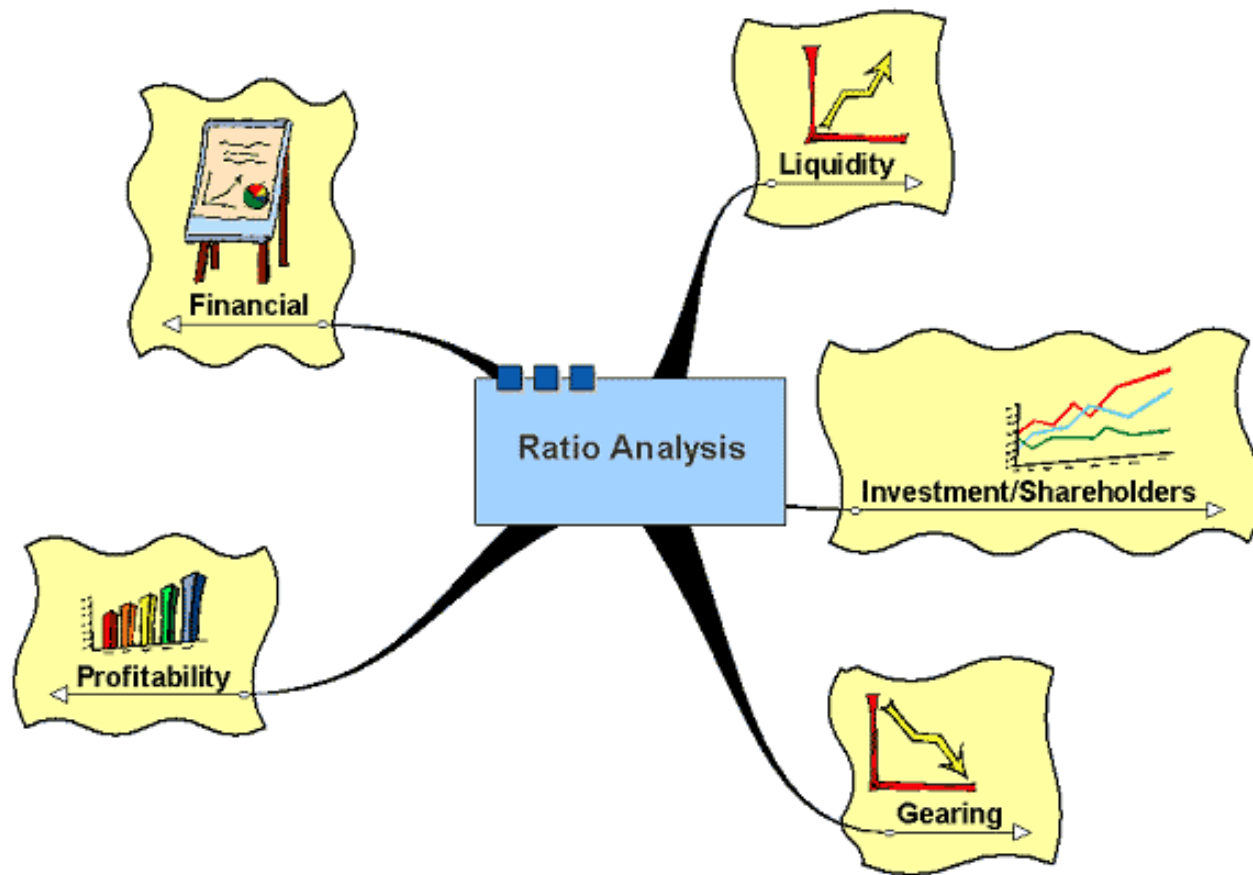 Liquidity
Financial
Ratio Analysis
Investment/Shareholders
Profitability
Gearing